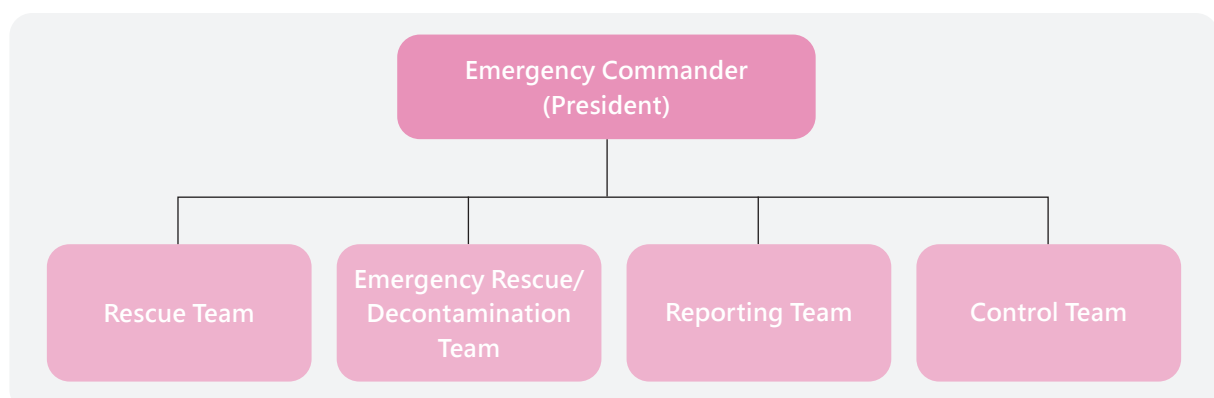 Emergency Commander
(President)
Rescue Team
Emergency Rescue/
Decontamination
Team
Reporting Team
Control Team